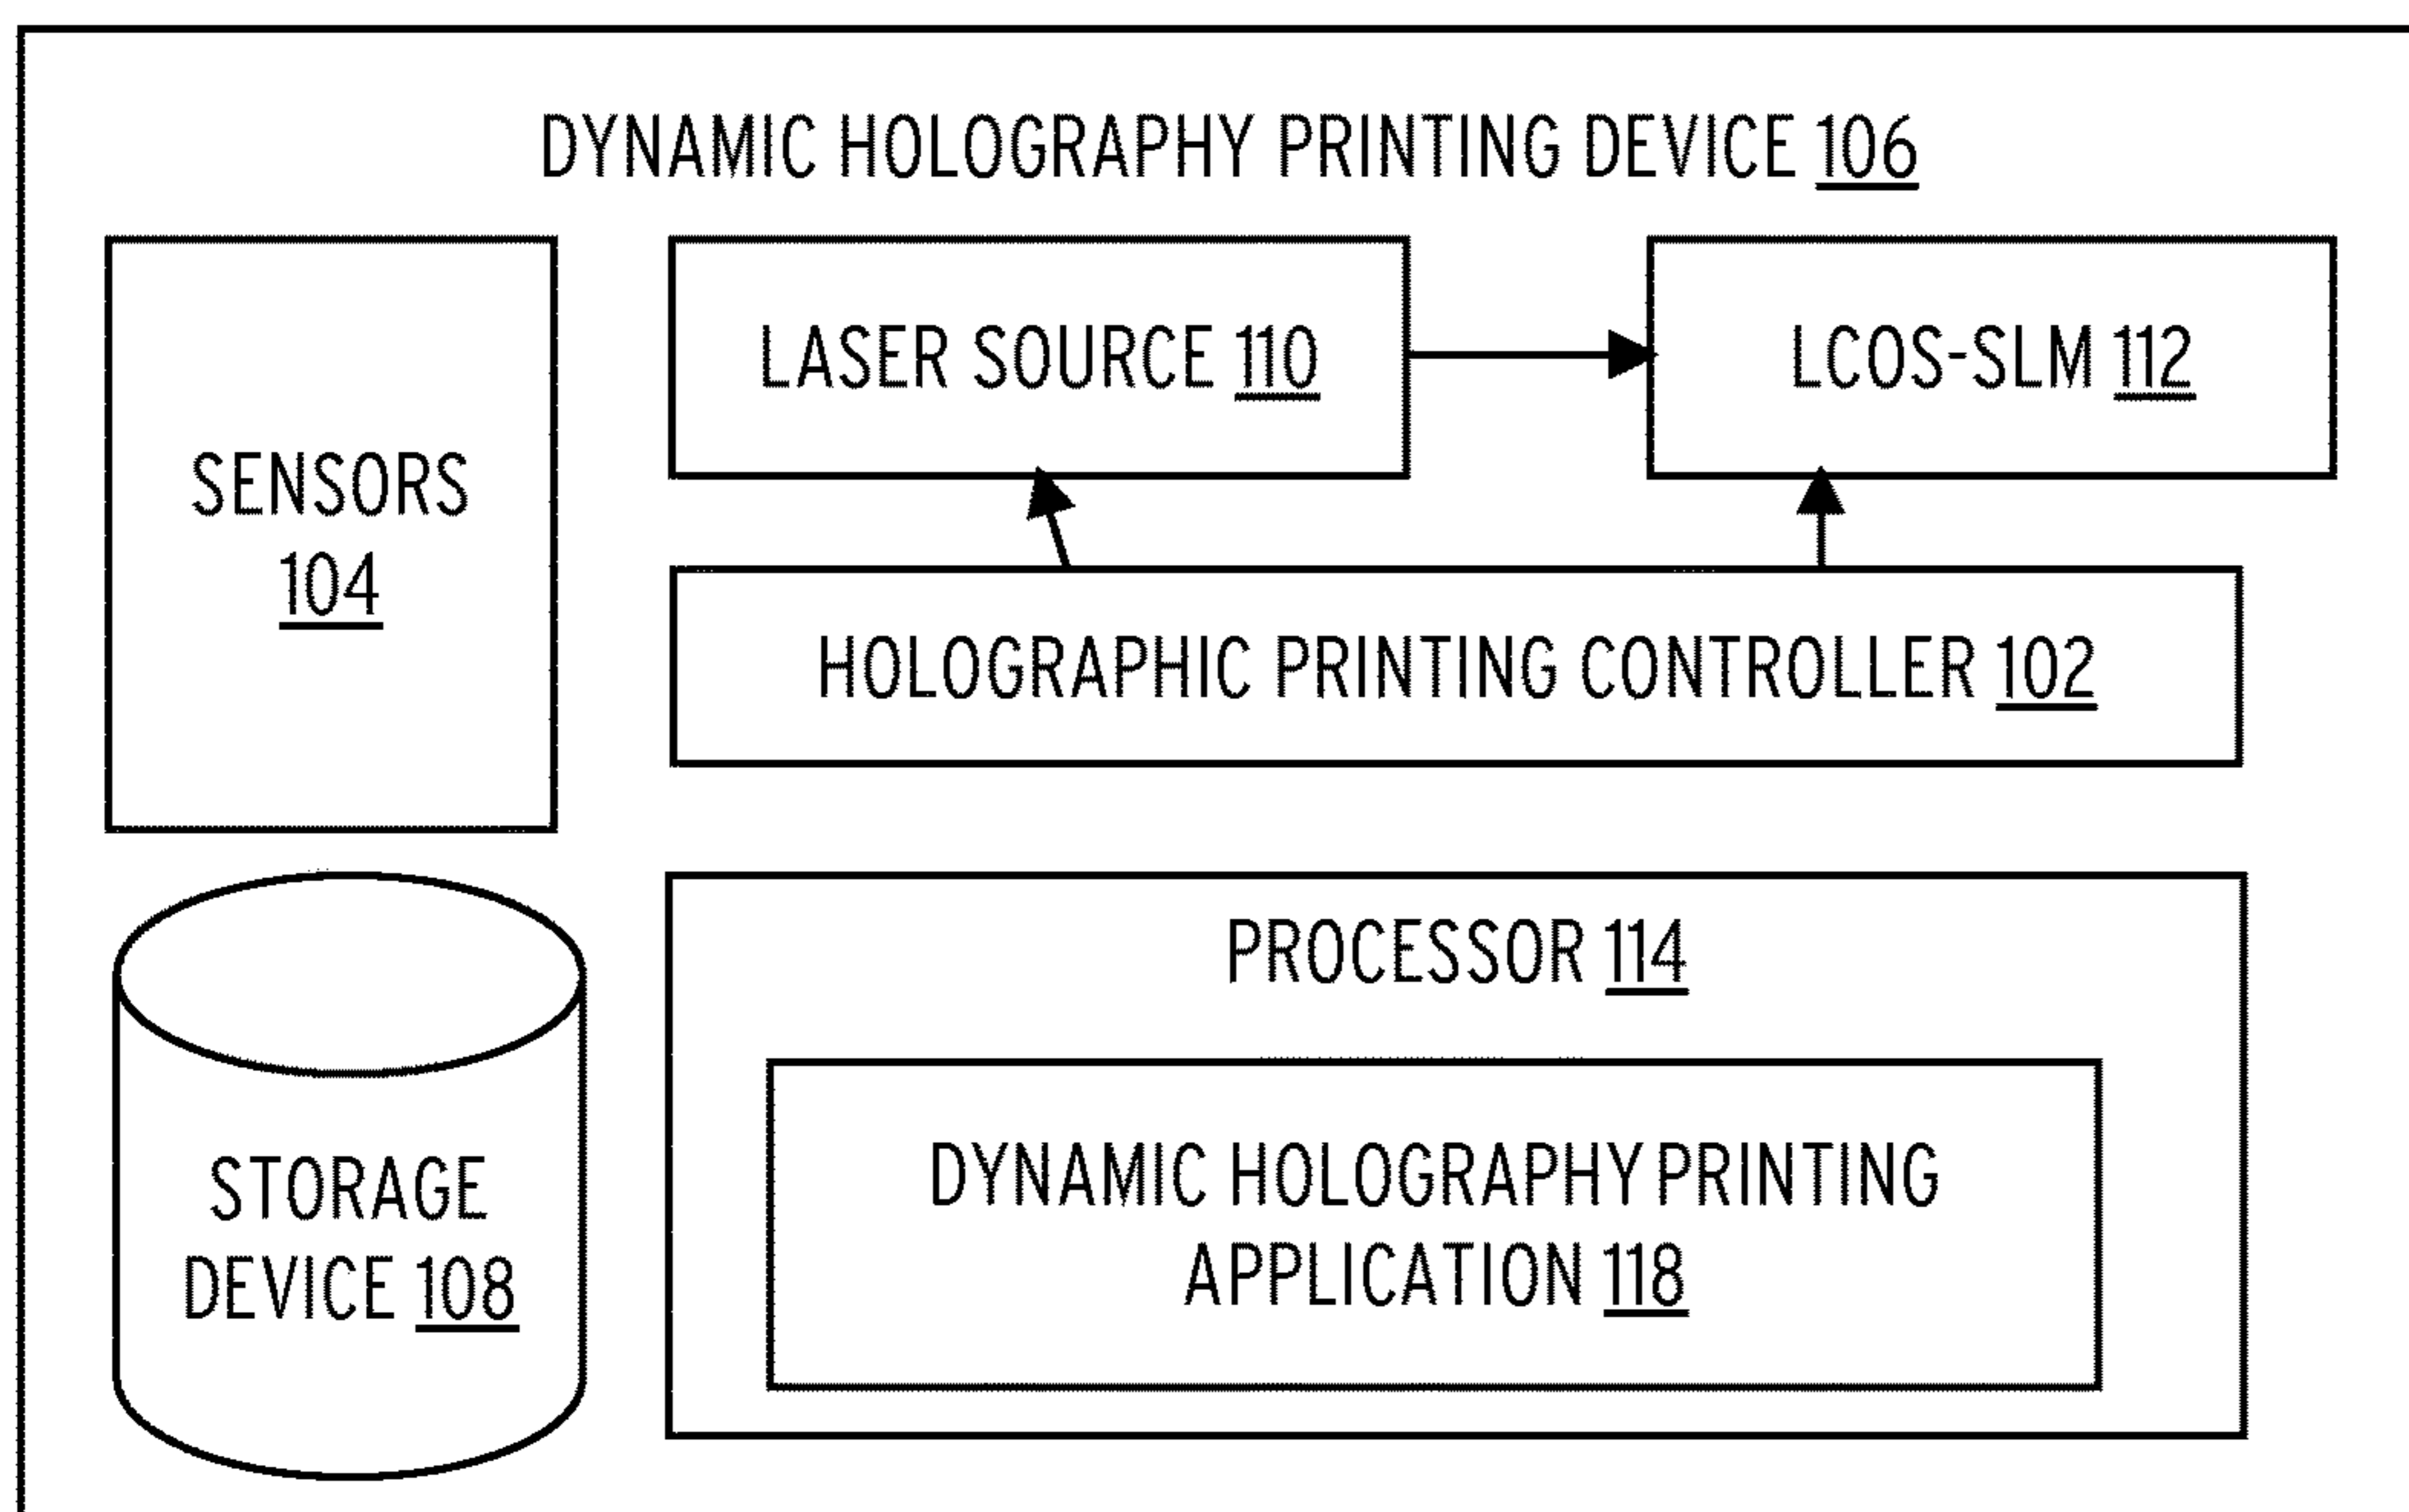 DYNAMIC HOLOGRAPHY PRINTING DEVICE 106
SENSORS
104
LASER SOURCE 110
LCOS-SLM 112
HOLOGRAPHIC PRINTING CONTROLLER 102
STORAGE
DEVICE 108
PROCESSOR 114
DYNAMIC HOLOGRAPHY PRINTING
APPLICATION 118